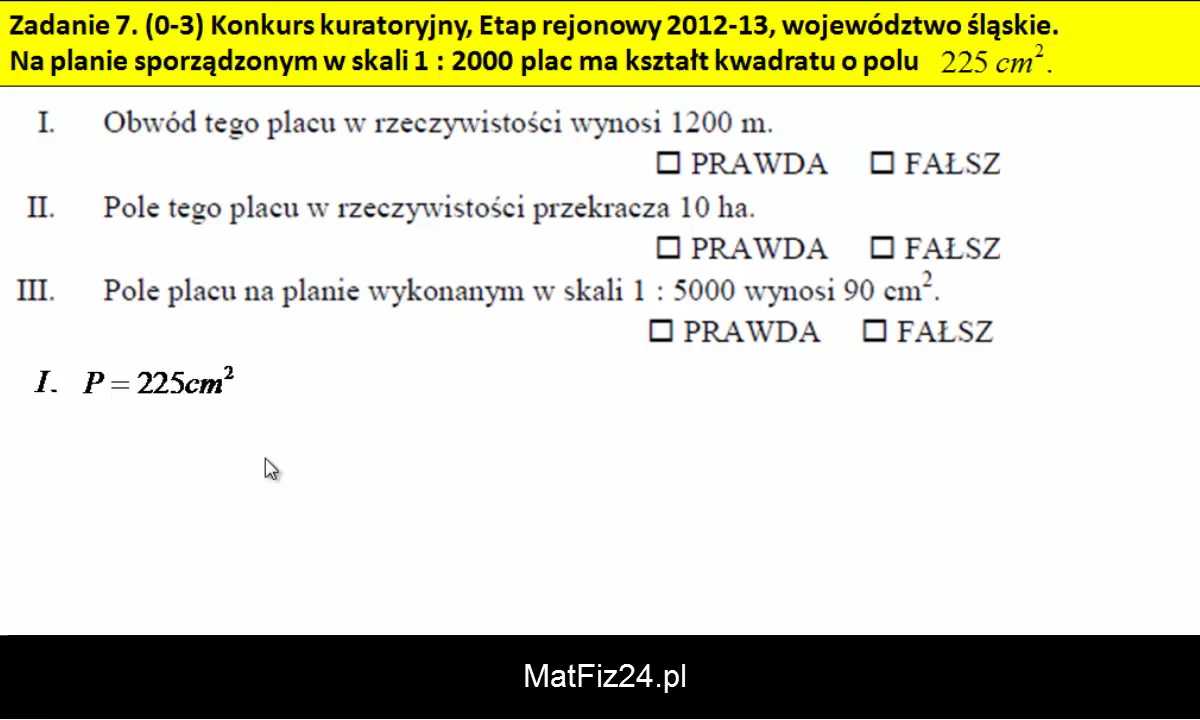 Zadanie 7. (0-3) Konkurs kuratoryjny, Etap rejonowy 2012-13, województwo śląskie.
Na planie sporządzonym w skali 1 : 2000 plac ma kształt kwadratu o polu 225 cm².
I. Obwód tego placu w rzeczywistości wynosi 1200 m.
☐ PRAWDA ☐ FAŁSZ
II. Pole tego placu w rzeczywistości przekracza 10 ha.
☐ PRAWDA ☐ FAŁSZ
III. Pole placu na planie wykonanym w skali 1 : 5000 wynosi 90 cm².
☐ PRAWDA ☐ FAŁSZ
I. P = 225cm²
MatFiz24.pl